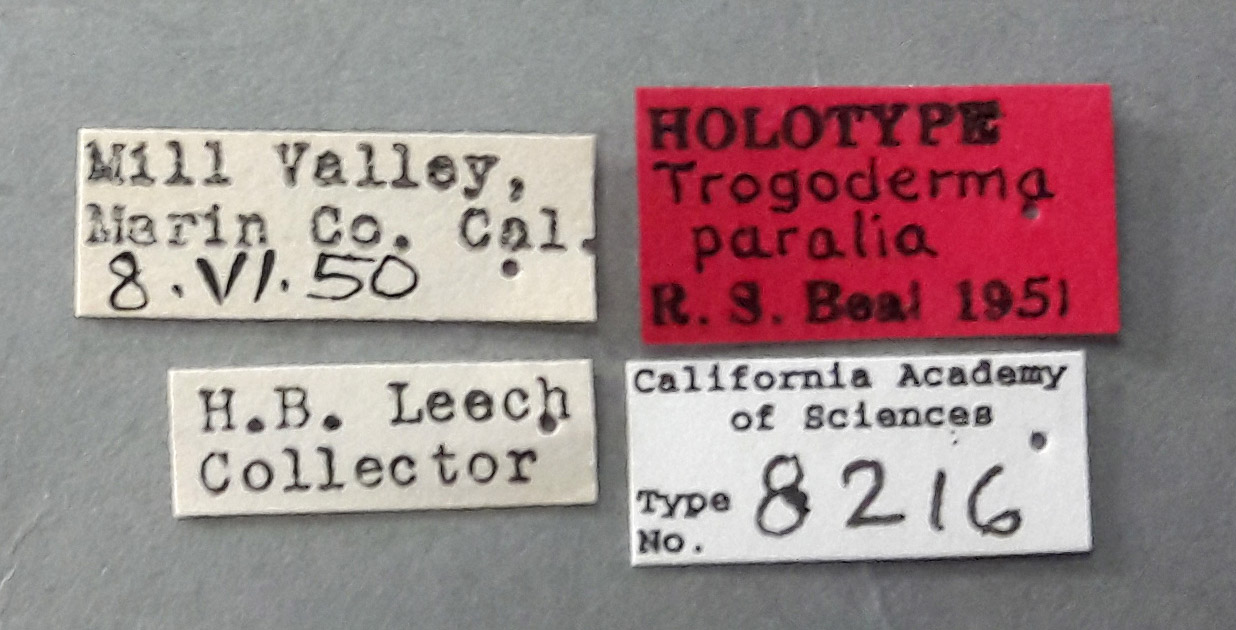 Mill Valley,
Marin Co. Cal.
8.VI.50
HOLOTYPE
Trogoderma
paralia
R. S. Beal 1951
H.B. Leech
Collector
California Academy
of Sciences
Type
No. 8216